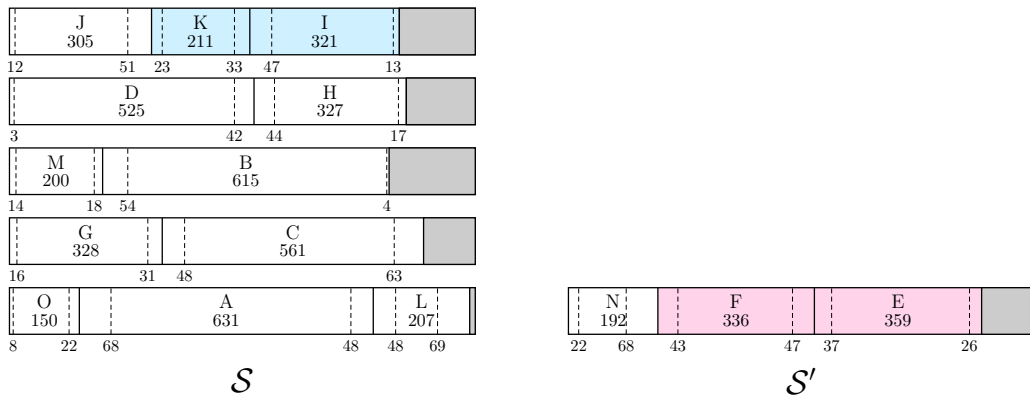 J K I
305 211 321
12 51 23 33 47 13
D H
525 327
3 42 44 17
M B
200 615
14 18 54 4
G C
328 561
16 31 48 63
O A L N F E
150 631 207 192 336 359
8 22 68 48 48 69 22 68 43 47 37 26
S S′